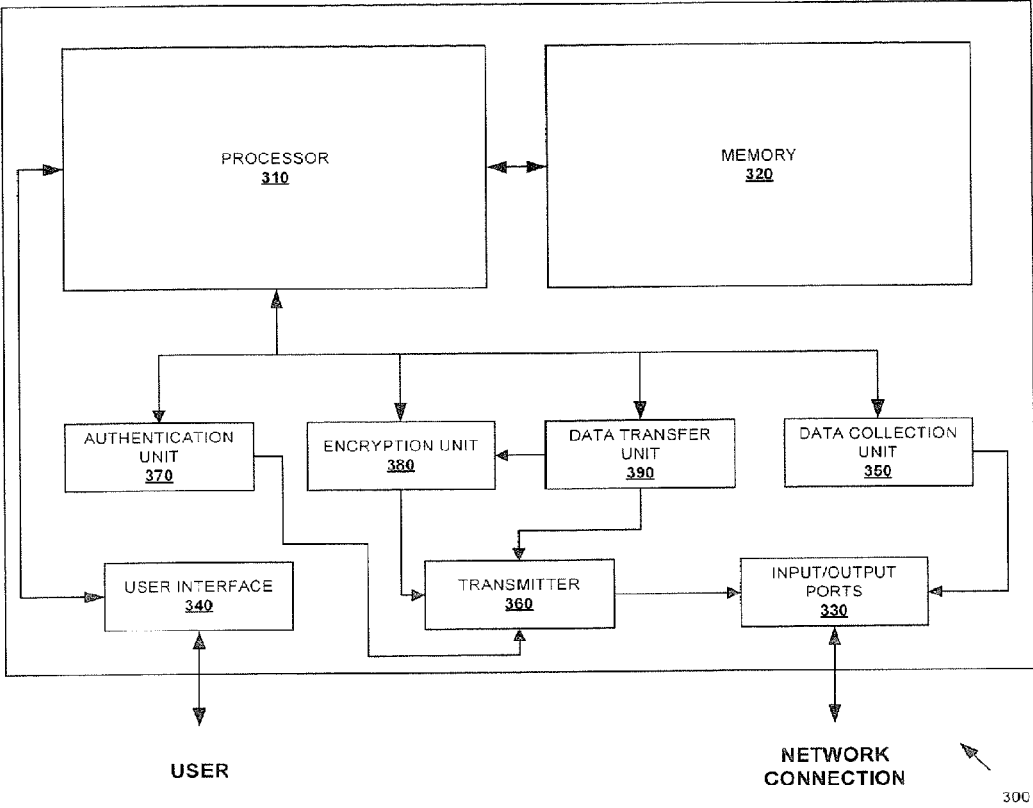 PROCESSOR
310
MEMORY
320
AUTHENTICATION
UNIT
370
ENCRYPTION UNIT
380
DATA TRANSFER
UNIT
390
DATA COLLECTION
UNIT
350
USER INTERFACE
340
TRANSMITTER
360
INPUT/OUTPUT
PORTS
330
USER
NETWORK
CONNECTION
300